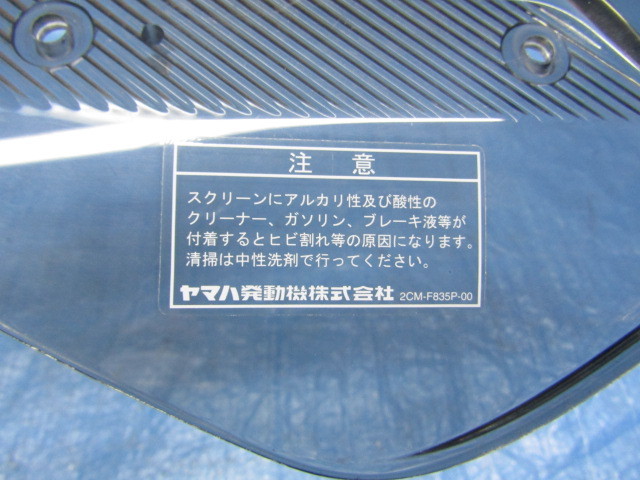 注 意
スクリーンにアルカリ性及び酸性の
クリーナー、ガソリン、ブレーキ液等が
付着するとヒビ割れ等の原因になります。
清掃は中性洗剤で行ってください。
ヤマハ発動機株式会社 2CM-F835P-00